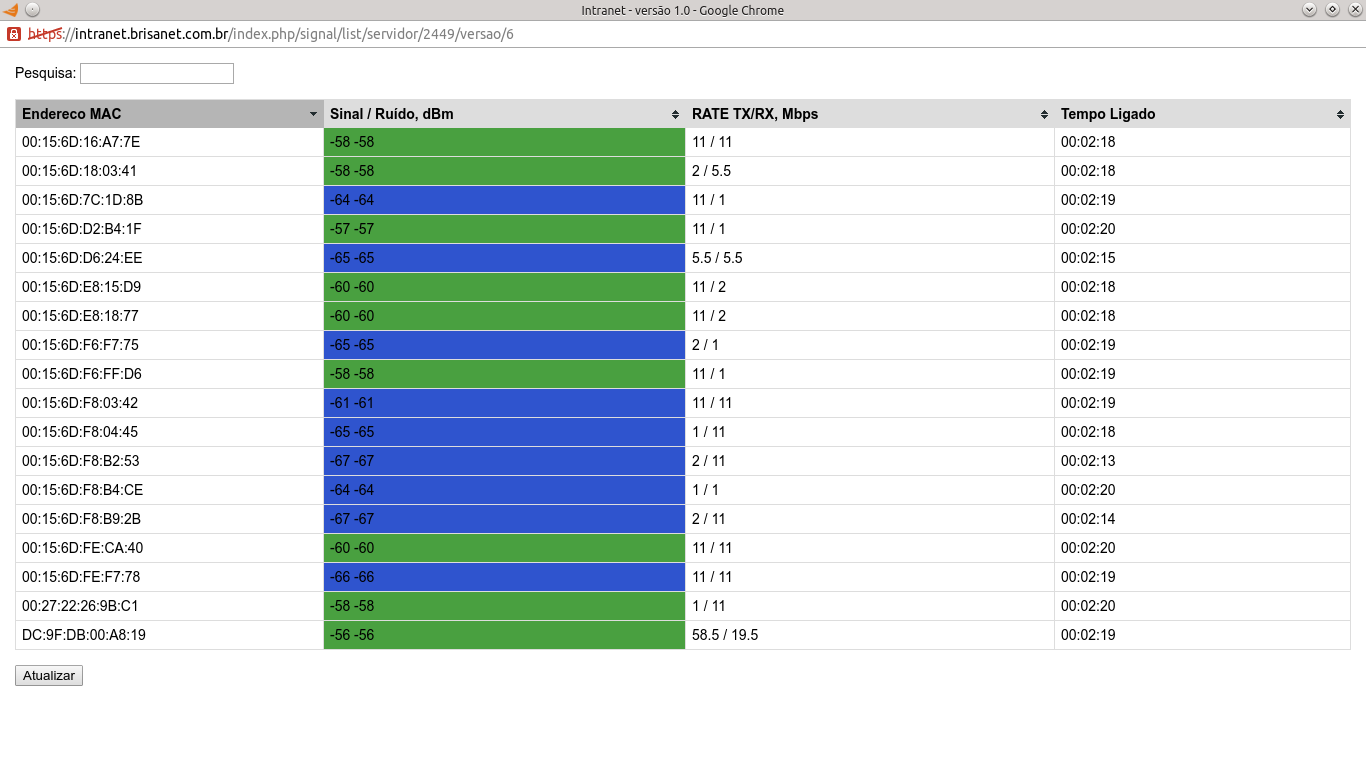 Intranet - versão 1.0 - Google Chrome
https://intranet.brisanet.com.br/index.php/signal/list/servidor/2449/versao/6
Pesquisa:
Endereco MAC Sinal / Ruído, dBm RATE TX/RX, Mbps Tempo Ligado
00:15:6D:16:A7:7E -58 -58 11 / 11 00:02:18
00:15:6D:18:03:41 -58 -58 2 / 5.5 00:02:18
00:15:6D:7C:1D:8B -64 -64 11 / 1 00:02:19
00:15:6D:D2:B4:1F -57 -57 11 / 1 00:02:20
00:15:6D:D6:24:EE -65 -65 5.5 / 5.5 00:02:15
00:15:6D:E8:15:D9 -60 -60 11 / 2 00:02:18
00:15:6D:E8:18:77 -60 -60 11 / 2 00:02:18
00:15:6D:F6:F7:75 -65 -65 2 / 1 00:02:19
00:15:6D:F6:FF:D6 -58 -58 11 / 1 00:02:19
00:15:6D:F8:03:42 -61 -61 11 / 11 00:02:19
00:15:6D:F8:04:45 -65 -65 1 / 11 00:02:18
00:15:6D:F8:B2:53 -67 -67 2 / 11 00:02:13
00:15:6D:F8:B4:CE -64 -64 1 / 1 00:02:20
00:15:6D:F8:B9:2B -67 -67 2 / 11 00:02:14
00:15:6D:FE:CA:40 -60 -60 11 / 11 00:02:20
00:15:6D:FE:F7:78 -66 -66 11 / 11 00:02:19
00:27:22:26:9B:C1 -58 -58 1 / 11 00:02:20
DC:9F:DB:00:A8:19 -56 -56 58.5 / 19.5 00:02:19
Atualizar